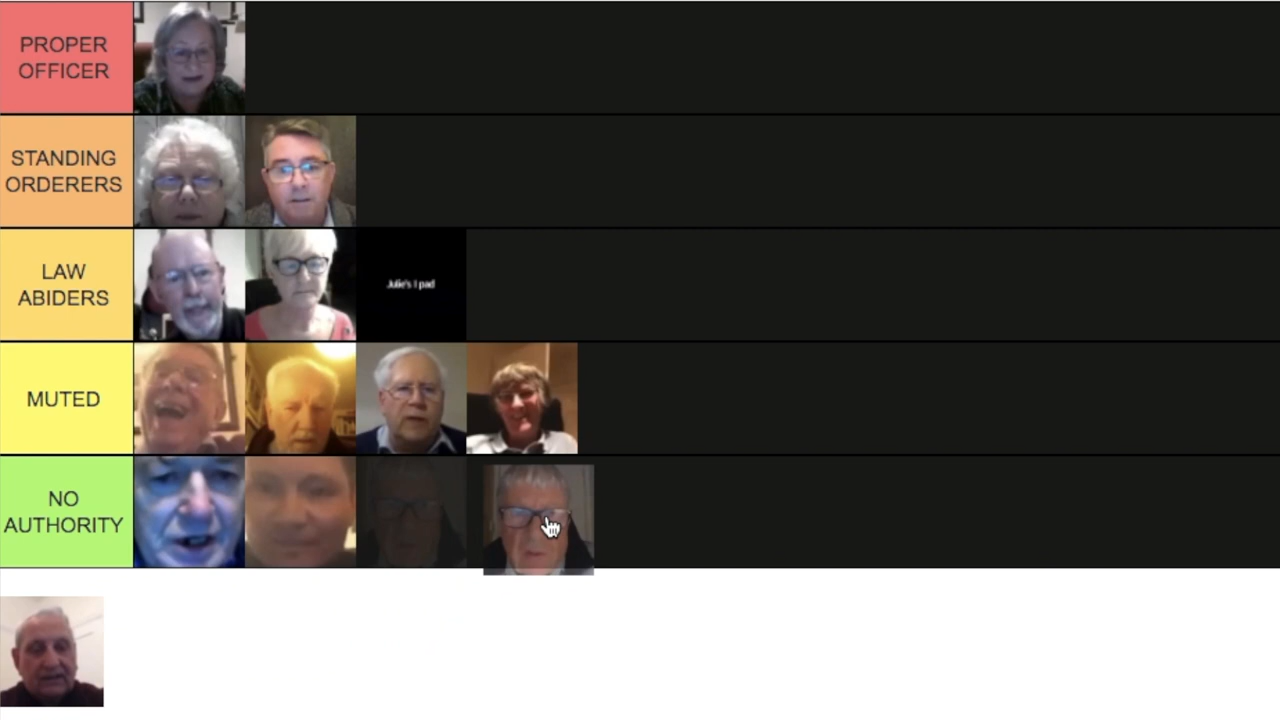 PROPER
OFFICER
STANDING
ORDERERS
LAW
ABIDERS
Julie's I pad
MUTED
NO
AUTHORITY